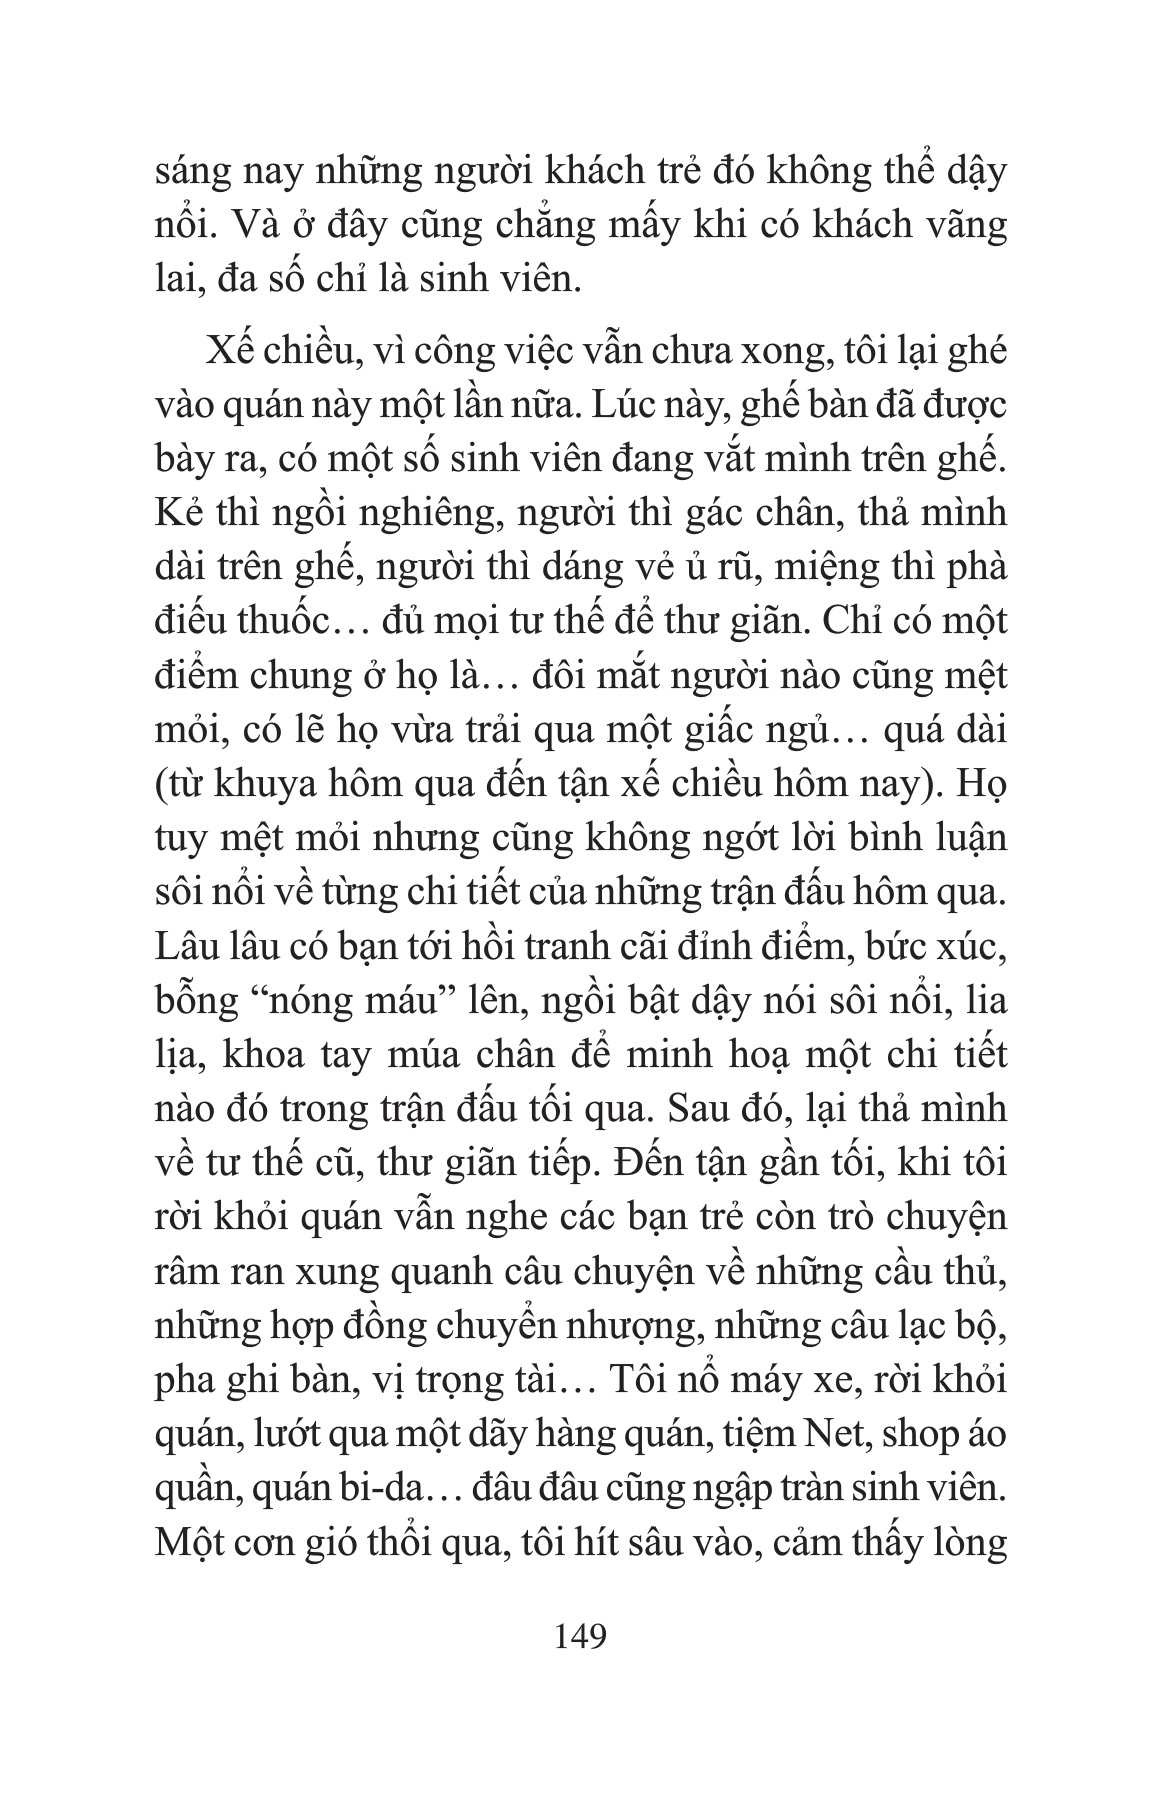 sáng nay những người khách trẻ đó không thể dậy
nổi. Và ở đây cũng chẳng mấy khi có khách vãng
lai, đa số chỉ là sinh viên.
Xế chiều, vì công việc vẫn chưa xong, tôi lại ghé
vào quán này một lần nữa. Lúc này, ghế bàn đã được
bày ra, có một số sinh viên đang vắt mình trên ghế.
Kẻ thì ngồi nghiêng, người thì gác chân, thả mình
dài trên ghế, người thì dáng vẻ ủ rũ, miệng thì phà
điếu thuốc… đủ mọi tư thế để thư giãn. Chỉ có một
điểm chung ở họ là… đôi mắt người nào cũng mệt
mỏi, có lẽ họ vừa trải qua một giấc ngủ… quá dài
(từ khuya hôm qua đến tận xế chiều hôm nay). Họ
tuy mệt mỏi nhưng cũng không ngớt lời bình luận
sôi nổi về từng chi tiết của những trận đấu hôm qua.
Lâu lâu có bạn tới hồi tranh cãi đỉnh điểm, bức xúc,
bỗng “nóng máu” lên, ngồi bật dậy nói sôi nổi, lia
lịa, khoa tay múa chân để minh hoạ một chi tiết
nào đó trong trận đấu tối qua. Sau đó, lại thả mình
về tư thế cũ, thư giãn tiếp. Đến tận gần tối, khi tôi
rời khỏi quán vẫn nghe các bạn trẻ còn trò chuyện
râm ran xung quanh câu chuyện về những cầu thủ,
những hợp đồng chuyển nhượng, những câu lạc bộ,
pha ghi bàn, vị trọng tài… Tôi nổ máy xe, rời khỏi
quán, lướt qua một dãy hàng quán, tiệm Net, shop áo
quần, quán bi-da… đâu đâu cũng ngập tràn sinh viên.
Một cơn gió thổi qua, tôi hít sâu vào, cảm thấy lòng
149